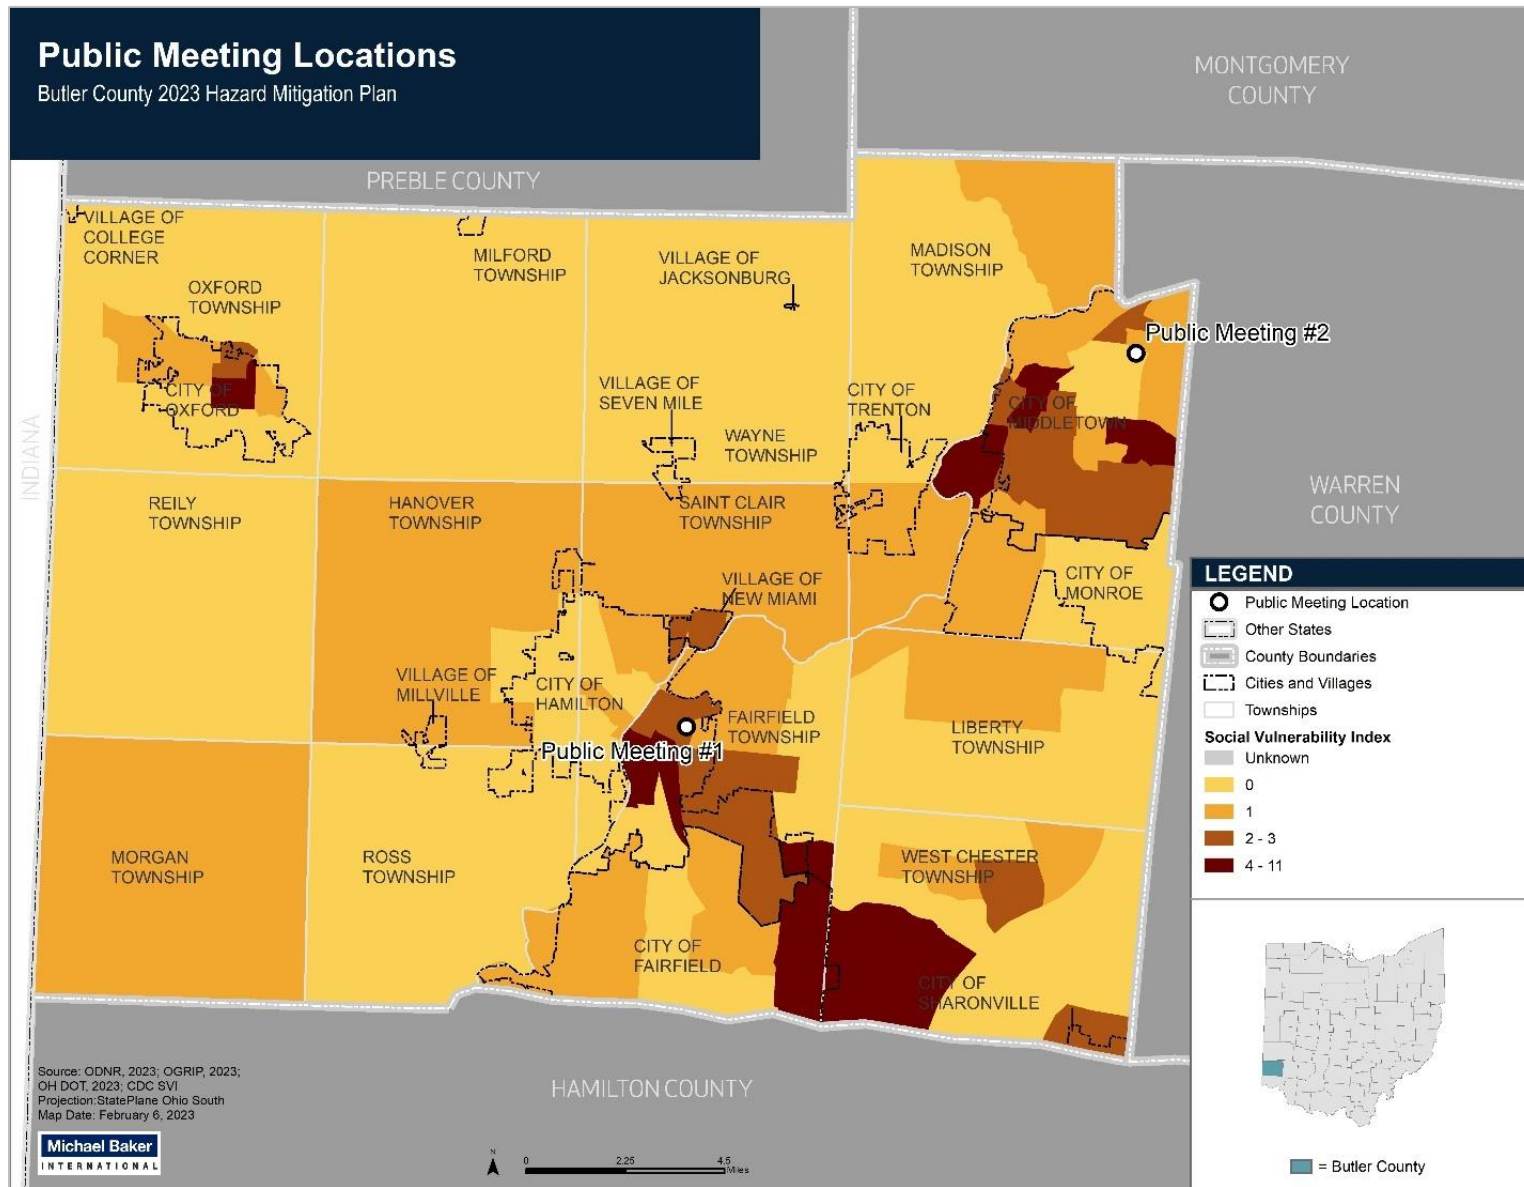 Public Meeting Locations
Butler County 2023 Hazard Mitigation Plan
MONTGOMERY
COUNTY
PREBLE COUNTY
VILLAGE OF
COLLEGE
CORNER
MILFORD
TOWNSHIP
VILLAGE OF
JACKSONBURG
MADISON
TOWNSHIP
OXFORD
TOWNSHIP
Public Meeting #2
CITY OF
OXFORD
VILLAGE OF
SEVEN MILE
CITY OF
TRENTON
CITY OF
MIDDLETOWN
WAYNE
TOWNSHIP
INDIANA
REILY
TOWNSHIP
HANOVER
TOWNSHIP
SAINT CLAIR
TOWNSHIP
WARREN
COUNTY
VILLAGE OF
NEW MIAMI
CITY OF
MONROE
VILLAGE OF
MILLVILLE
CITY OF
HAMILTON
FAIRFIELD
TOWNSHIP
LIBERTY
TOWNSHIP
Public Meeting #1
MORGAN
TOWNSHIP
ROSS
TOWNSHIP
WEST CHESTER
TOWNSHIP
CITY OF
FAIRFIELD
CITY OF
SHARONVILLE
HAMILTON COUNTY
LEGEND
Public Meeting Location
Other States
County Boundaries
Cities and Villages
Townships
Social Vulnerability Index
Unknown
0
1
2 - 3
4 - 11
= Butler County
Source: ODNR, 2023; OGRIP, 2023;
OH DOT, 2023; CDC SVI
Projection:StatePlane Ohio South
Map Date: February 6, 2023
Michael Baker
INTERNATIONAL
N
0 2.25 4.5
Miles